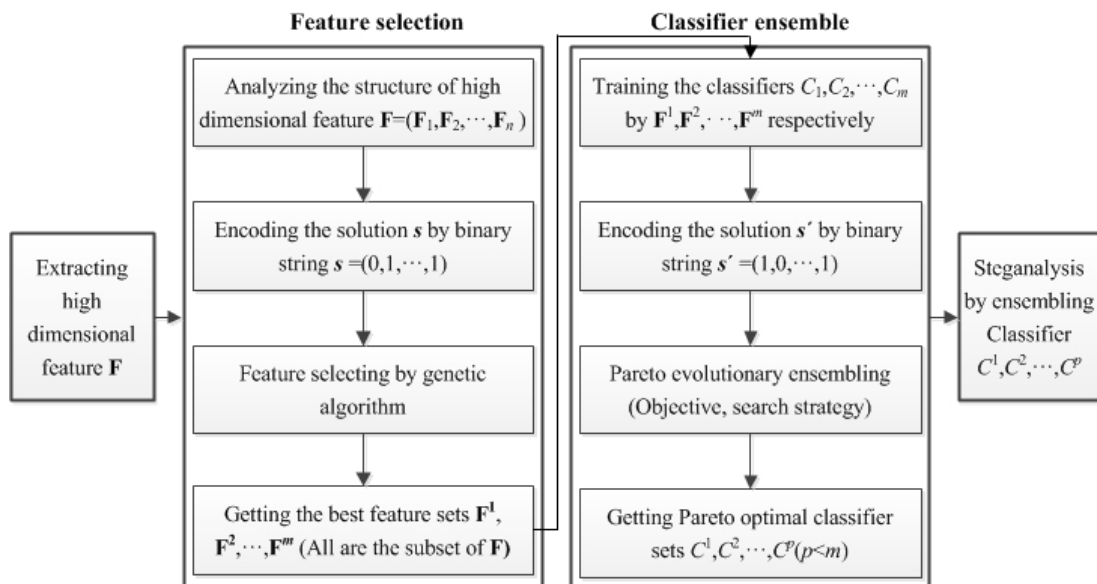 Feature selection
Extracting
high
dimensional
feature F
Analyzing the structure of high
dimensional feature F=(F₁,F₂,···,Fₙ )
Encoding the solution s by binary
string s =(0,1,···,1)
Feature selecting by genetic
algorithm
Getting the best feature sets F¹,
F²,···,Fᵐ (All are the subset of F)
Classifier ensemble
Training the classifiers C₁,C₂,···,Cₘ
by F¹,F²,· ··,Fᵐ respectively
Encoding the solution s´ by binary
string s´ =(1,0,···,1)
Pareto evolutionary ensembling
(Objective, search strategy)
Getting Pareto optimal classifier
sets C¹,C²,···,Cᵖ(p<m)
Steganalysis
by ensembling
Classifier
C¹,C²,···,Cᵖ